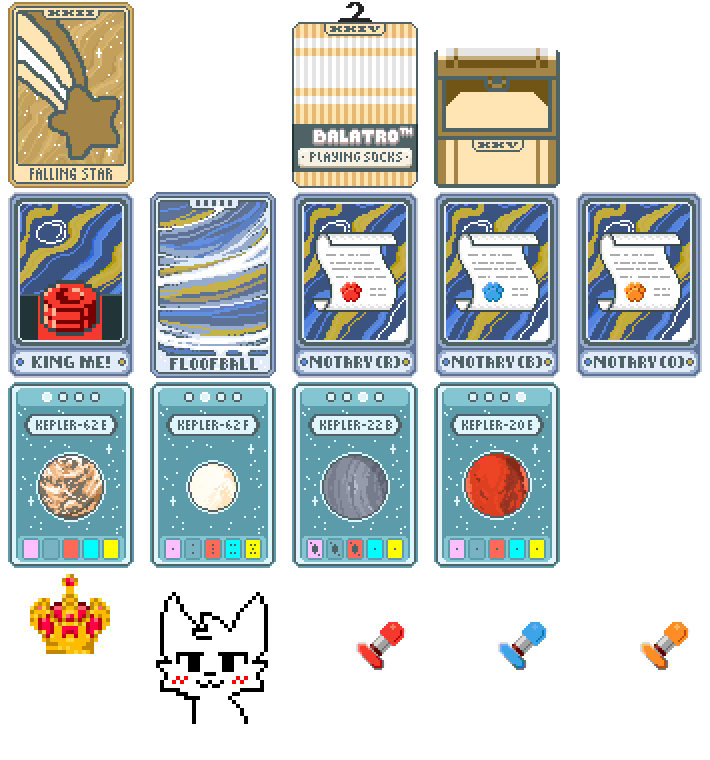 XXII
FALLING STAR
XXIV
BALATRO™
PLAYING SOCKS
XXV
KING ME!
FLOOFBALL
NOTARY (R)
NOTARY (B)
NOTARY (O)
KEPLER-62 E
KEPLER-62 F
KEPLER-22 B
KEPLER-20 E